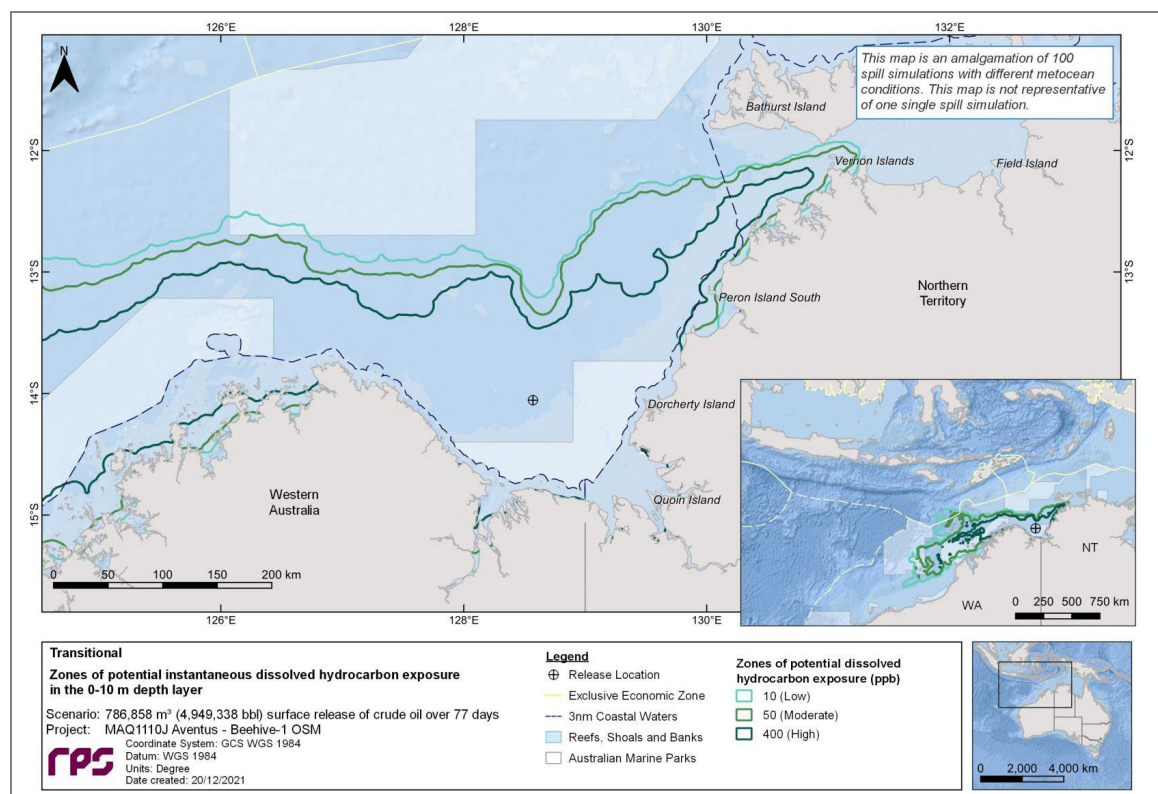 126°E
128°E
130°E
132°E
N
This map is an amalgamation of 100
spill simulations with different metocean
conditions. This map is not representative
of one single spill simulation.
Bathurst Island
12°S
Vernon Islands
Field Island
12°S
13°S
Peron Island South
Northern
Territory
13°S
14°S
Dorcherty Island
Western
Australia
15°S
Quoin Island
0 50 100 150 200 km
NT
WA
0 250 500 750 km
126°E
128°E
130°E
Transitional
Zones of potential instantaneous dissolved hydrocarbon exposure
in the 0-10 m depth layer
Scenario: 786,858 m³ (4,949,338 bbl) surface release of crude oil over 77 days
Project: MAQ1110J Aventus - Beehive-1 OSM
rps
Coordinate System: GCS WGS 1984
Datum: WGS 1984
Units: Degree
Date created: 20/12/2021
Legend
Release Location
Exclusive Economic Zone
3nm Coastal Waters
Reefs, Shoals and Banks
Australian Marine Parks
Zones of potential dissolved
hydrocarbon exposure (ppb)
10 (Low)
50 (Moderate)
400 (High)
0 2,000 4,000 km